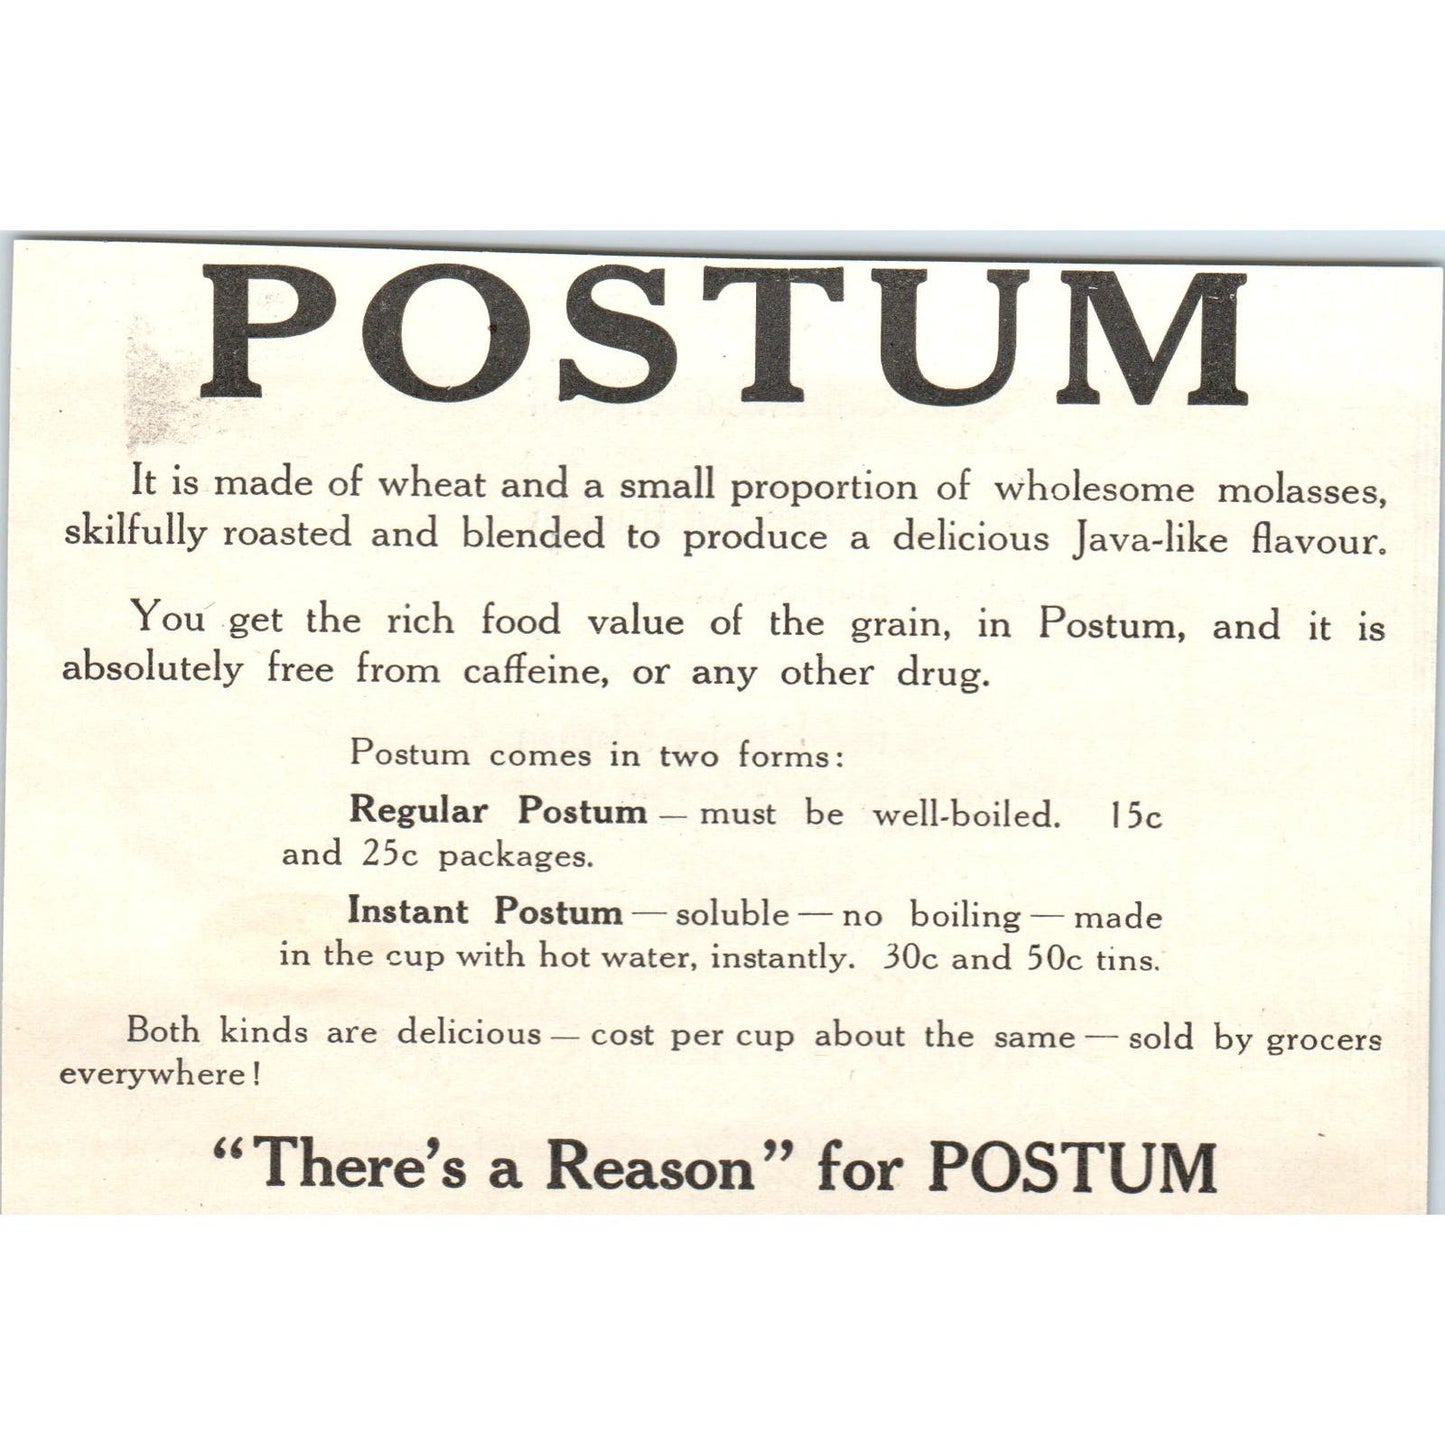 POSTUM
It is made of wheat and a small proportion of wholesome molasses,
skilfully roasted and blended to produce a delicious Java-like flavour.
You get the rich food value of the grain, in Postum, and it is
absolutely free from caffeine, or any other drug.
Postum comes in two forms:
Regular Postum — must be well-boiled. 15c
and 25c packages.
Instant Postum — soluble — no boiling — made
in the cup with hot water, instantly. 30c and 50c tins.
Both kinds are delicious — cost per cup about the same — sold by grocers
everywhere!
“There’s a Reason” for POSTUM